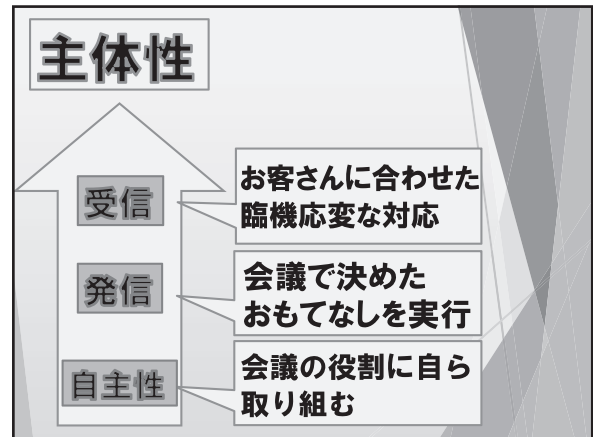 主体性
受信
お客さんに合わせた
臨機応変な対応
発信
会議で決めた
おもてなしを実行
自主性
会議の役割に自ら
取り組む